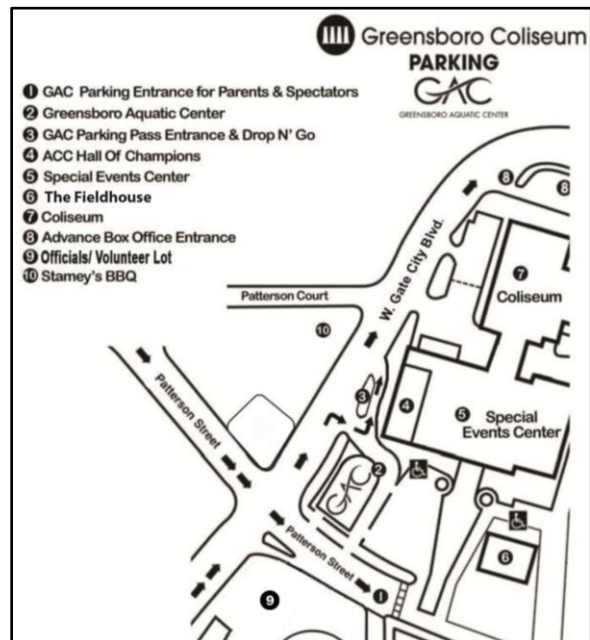 Greensboro Coliseum
PARKING
GAC
GREENSBORO AQUATIC CENTER
1 GAC Parking Entrance for Parents & Spectators
2 Greensboro Aquatic Center
3 GAC Parking Pass Entrance & Drop N' Go
4 ACC Hall Of Champions
5 Special Events Center
6 The Fieldhouse
7 Coliseum
8 Advance Box Office Entrance
9 Officials/ Volunteer Lot
10 Stamey's BBQ
8
8
W. Gate City Blvd.
7
Coliseum
Patterson Court
10
Patterson Street
3
4
5
Special
Events Center
2
GAC
6
Patterson Street
1
9